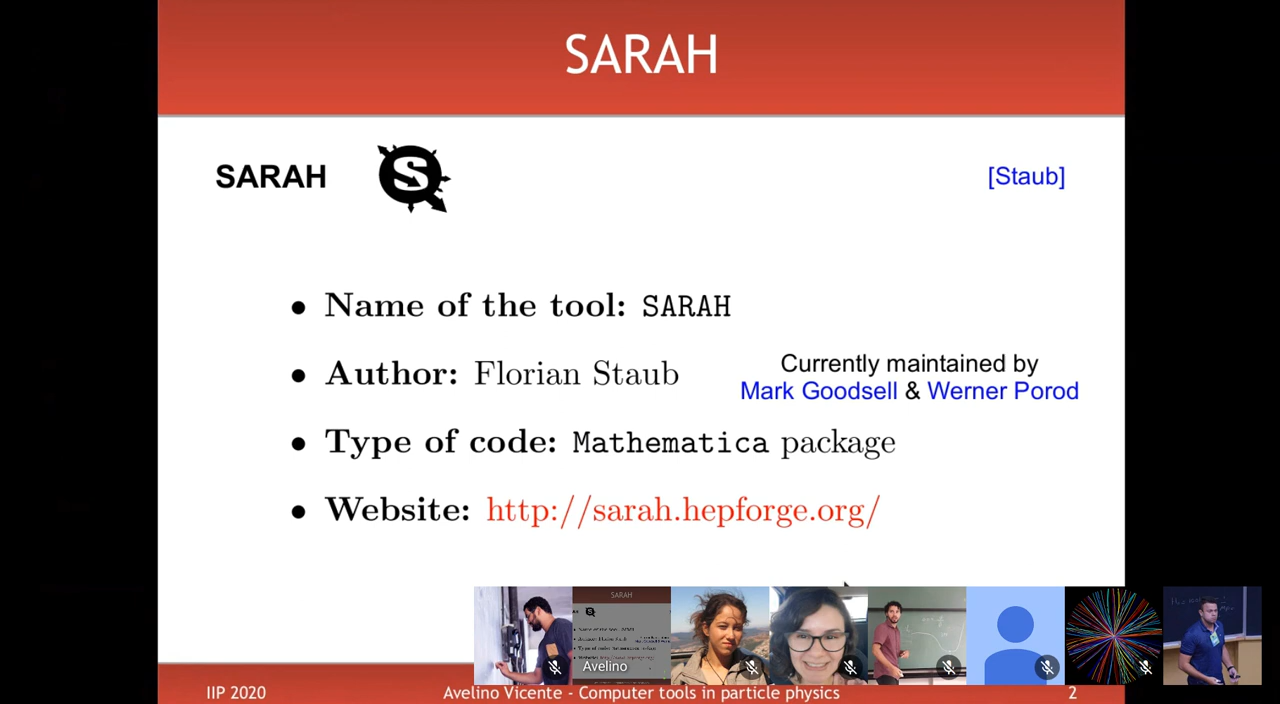 SARAH
SARAH
S
[Staub]
• Name of the tool: SARAH
• Author: Florian Staub
Currently maintained by
Mark Goodsell & Werner Porod
• Type of code: Mathematica package
• Website: http://sarah.hepforge.org/
SARAH
Avelino
IIP 2020
Avelino Vicente - Computer tools in particle physics
2